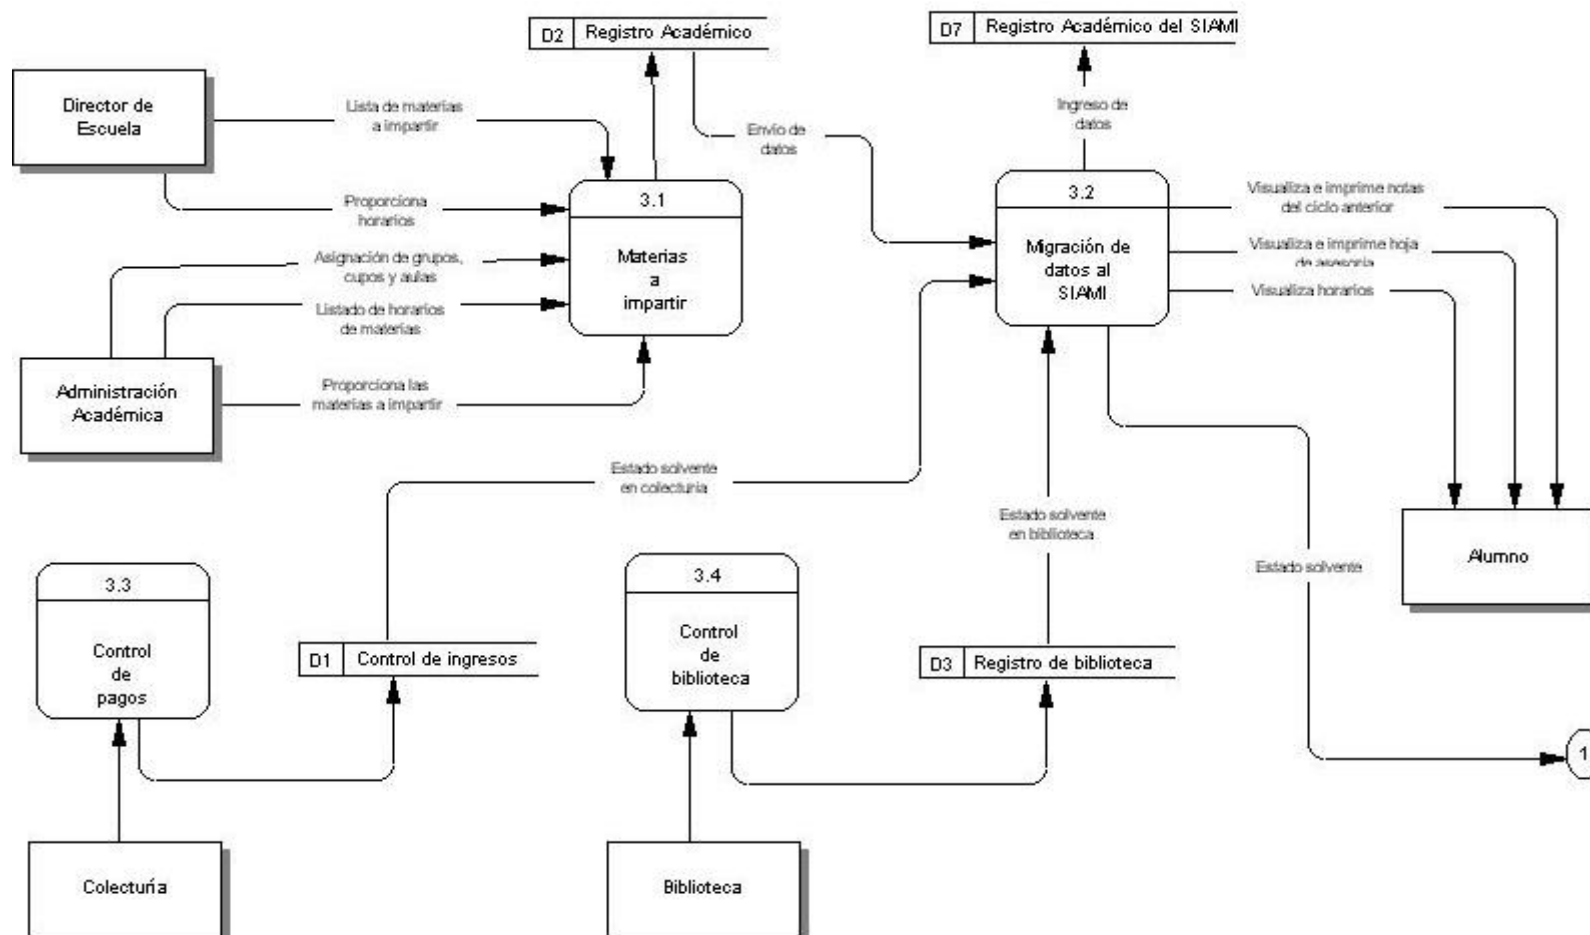 D2 Registro Académico
D7 Registro Académico del SIAMI
Director de
Escuela
Lista de materias
a impartir
Proporciona
horarios
Envío de
datos
Ingreso de
datos
3.1
Materias
a
impartir
3.2
Migración de
datos al
SIAMI
Visualiza e imprime notas
del ciclo anterior
Visualiza e imprime hoja
de asesoria
Visualiza horarios
Asignación de grupos,
cupos y aulas
Listado de horarios
de materias
Administración
Académica
Proporciona las
materias a impartir
Estado solvente
en colecturia
Estado solvente
en biblioteca
Estado solvente
Alumno
3.3
Control
de
pagos
3.4
Control
de
biblioteca
D1 Control de ingresos
D3 Registro de biblioteca
1
Colecturía
Biblioteca